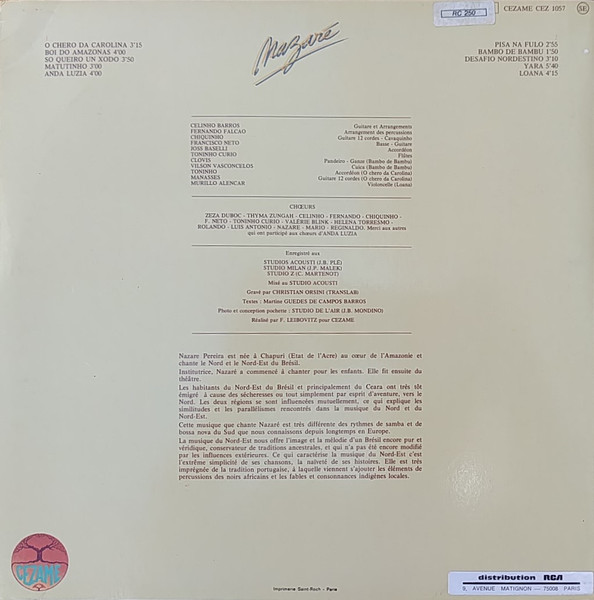 RC 250
CEZAME CEZ 1057
SE
Nazaré
O CHERO DA CAROLINA 3'15
BOI DO AMAZONAS 4'00
SO QUEIRO UN XODO 3'50
MATUTINHO 3'00
ANDA LUZIA 4'00
PISA NA FULO 2'55
BAMBO DE BAMBU 1'50
DESAFIO NORDESTINO 3'10
YARA 5'40
LOANA 4'15
CELINHO BARROS Guitare et Arrangements
FERNANDO FALCAO Arrangement des percussions
CHIQUINHO Guitare 12 cordes - Cavaquinho
FRANCISCO NETO Basse - Guitare
JOSS BASELLI Accordéon
TONINHO CURIO Flûtes
CLOVIS Pandeiro - Ganza (Bambo de Bambu)
VILSON VASCONCELOS Cuica (Bambo de Bambu)
TONINHO Accordéon (O chero da Carolina)
MANASSES Guitare 12 cordes (O chero da Carolina)
MURILLO ALENCAR Violoncelle (Loana)
CHŒURS
ZEZA DUBOC - THYMA ZUNGAH - CELINHO - FERNANDO - CHIQUINHO -
F. NETO - TONINHO CURIO - VALÉRIE BLINK - HELENA TORRESMO -
ROLANDO - LUIS ANTONIO - NAZARE - MARIO - REGINALDO. Merci aux autres
qui ont participé aux chœurs d'ANDA LUZIA
Enregistré aux
STUDIOS ACOUSTI (J.B. PLÉ)
STUDIO MILAN (J.P. MALEK)
STUDIO Z (C. MARTENOT)
Mixé au STUDIO ACOUSTI
Gravé par CHRISTIAN ORSINI (TRANSLAB)
Textes : Martine GUEDES DE CAMPOS BARROS
Photo et conception pochette : STUDIO DE L'AIR (J.B. MONDINO)
Réalisé par F. LEIBOVITZ pour CEZAME
Nazare Pereira est née à Chapuri (Etat de l'Acre) au cœur de l'Amazonie et
chante le Nord et le Nord-Est du Brésil.
Institutrice, Nazaré a commencé à chanter pour les enfants. Elle fit ensuite du
théâtre.
Les habitants du Nord-Est du Brésil et principalement du Ceara ont très tôt
émigré à cause des sécheresses ou tout simplement par esprit d'aventure, vers le
Nord. Les deux régions se sont influencées mutuellement, ce qui explique les
similitudes et les parallélismes rencontrés dans la musique du Nord et du
Nord-Est.
Cette musique que chante Nazaré est très différente des rythmes de samba et de
bossa nova du Sud que nous connaissons depuis longtemps en Europe.
La musique du Nord-Est nous offre l'image et la mélodie d'un Brésil encore pur et
véridique, conservateur de traditions ancestrales, et qui n'a pas été encore modifié
par les influences extérieures. Ce qui caractérise la musique du Nord-Est c'est
l'extrême simplicité de ses chansons, la naïveté de ses histoires. Elle est très
imprégnée de la tradition portugaise, à laquelle viennent s'ajouter les éléments de
percussions des noirs africains et les fables et consonnances indigènes locales.
CEZAME
Imprimerie Saint-Roch - Paris
distribution RCA
9, AVENUE MATIGNON — 75008 PARIS